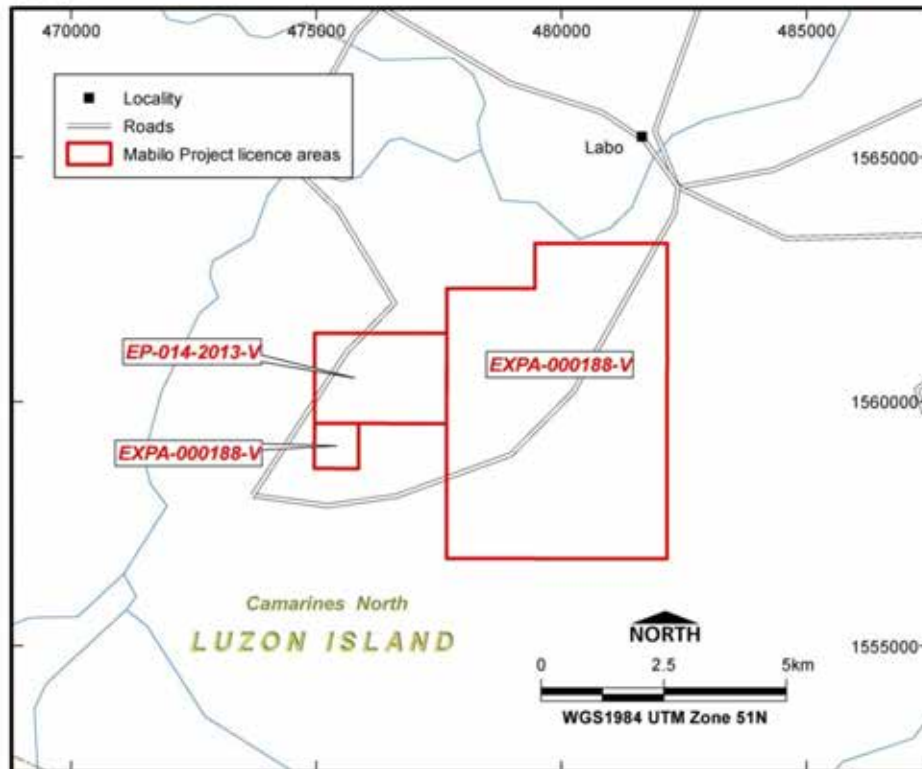 470000
475000
480000
485000
Locality
Roads
Mabilo Project licence areas
Labo
1565000
EP-014-2013-V
EXPA-000188-V
1560000
EXPA-000188-V
Camarines North
LUZON ISLAND
NORTH
1555000
0 2.5 5km
WGS1984 UTM Zone 51N